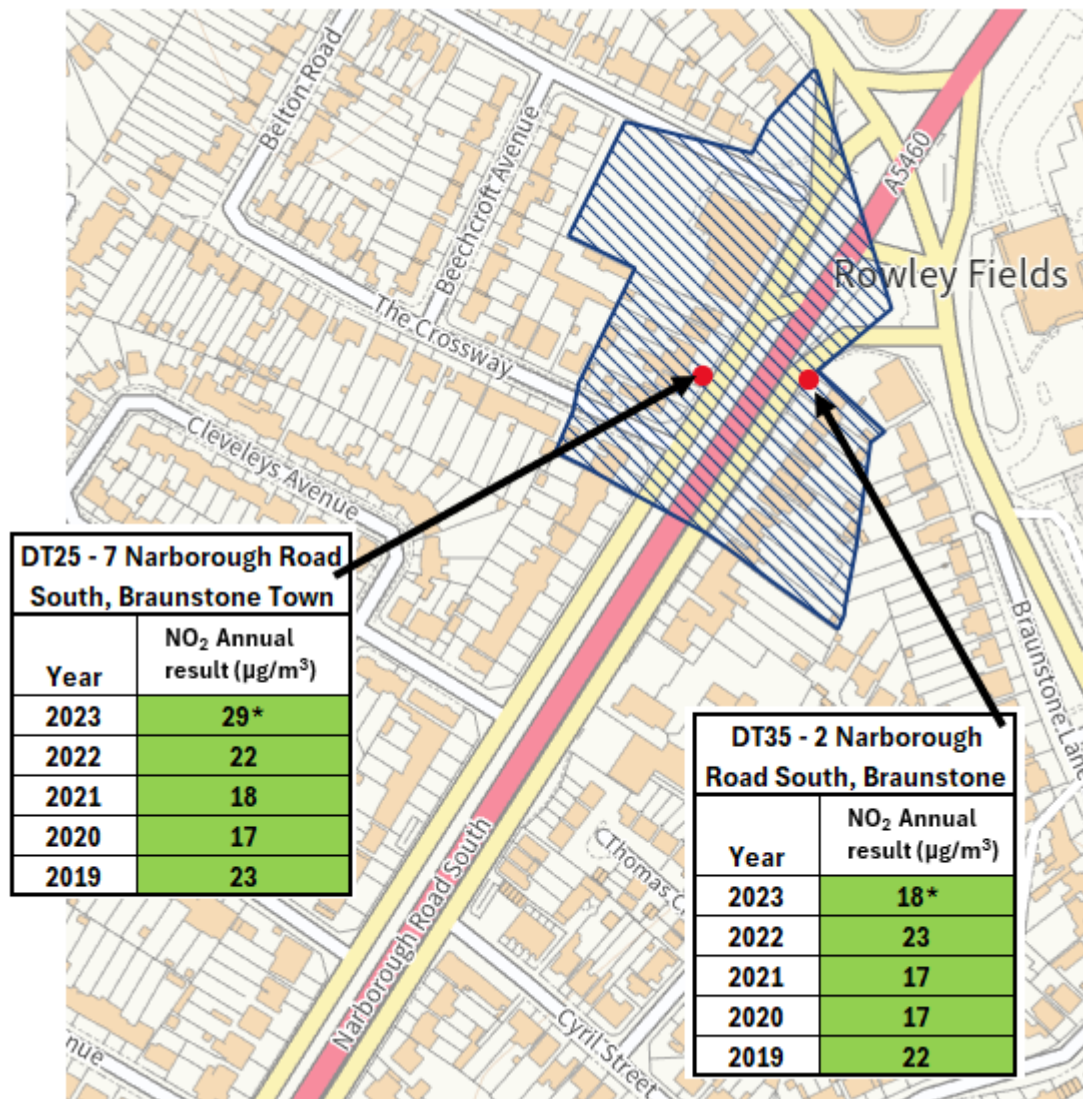 Belton Road
Beechcroft Avenue
A5460
Rowley Fields
The Crossway
Cleveleys Avenue
DT25 - 7 Narborough Road
South, Braunstone Town
Year NO₂ Annual
result (µg/m³)
2023 29*
2022 22
2021 18
2020 17
2019 23
Braunstone Lane
DT35 - 2 Narborough
Road South, Braunstone
Year NO₂ Annual
result (µg/m³)
2023 18*
2022 23
2021 17
2020 17
2019 22
Thomas C
Narborough Road South
Cyril Street
nue